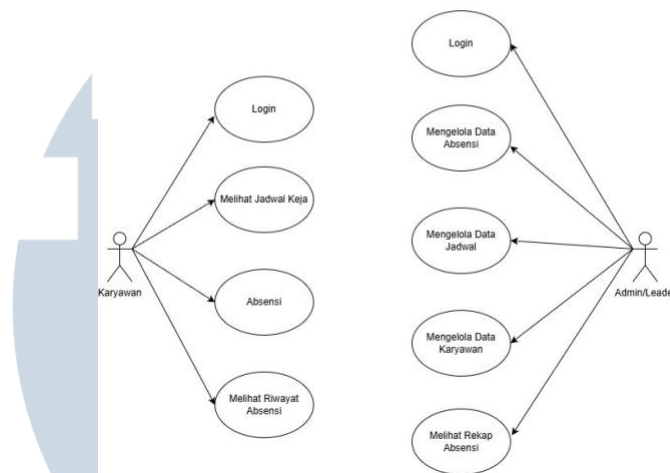 Login
Melihat Jadwal Keja
Absensi
Melihat Riwayat
Absensi
Karyawan
Login
Mengelola Data
Absensi
Mengelola Data
Jadwal
Mengelola Data
Karyawan
Melihat Rekap
Absensi
Admin/Leade